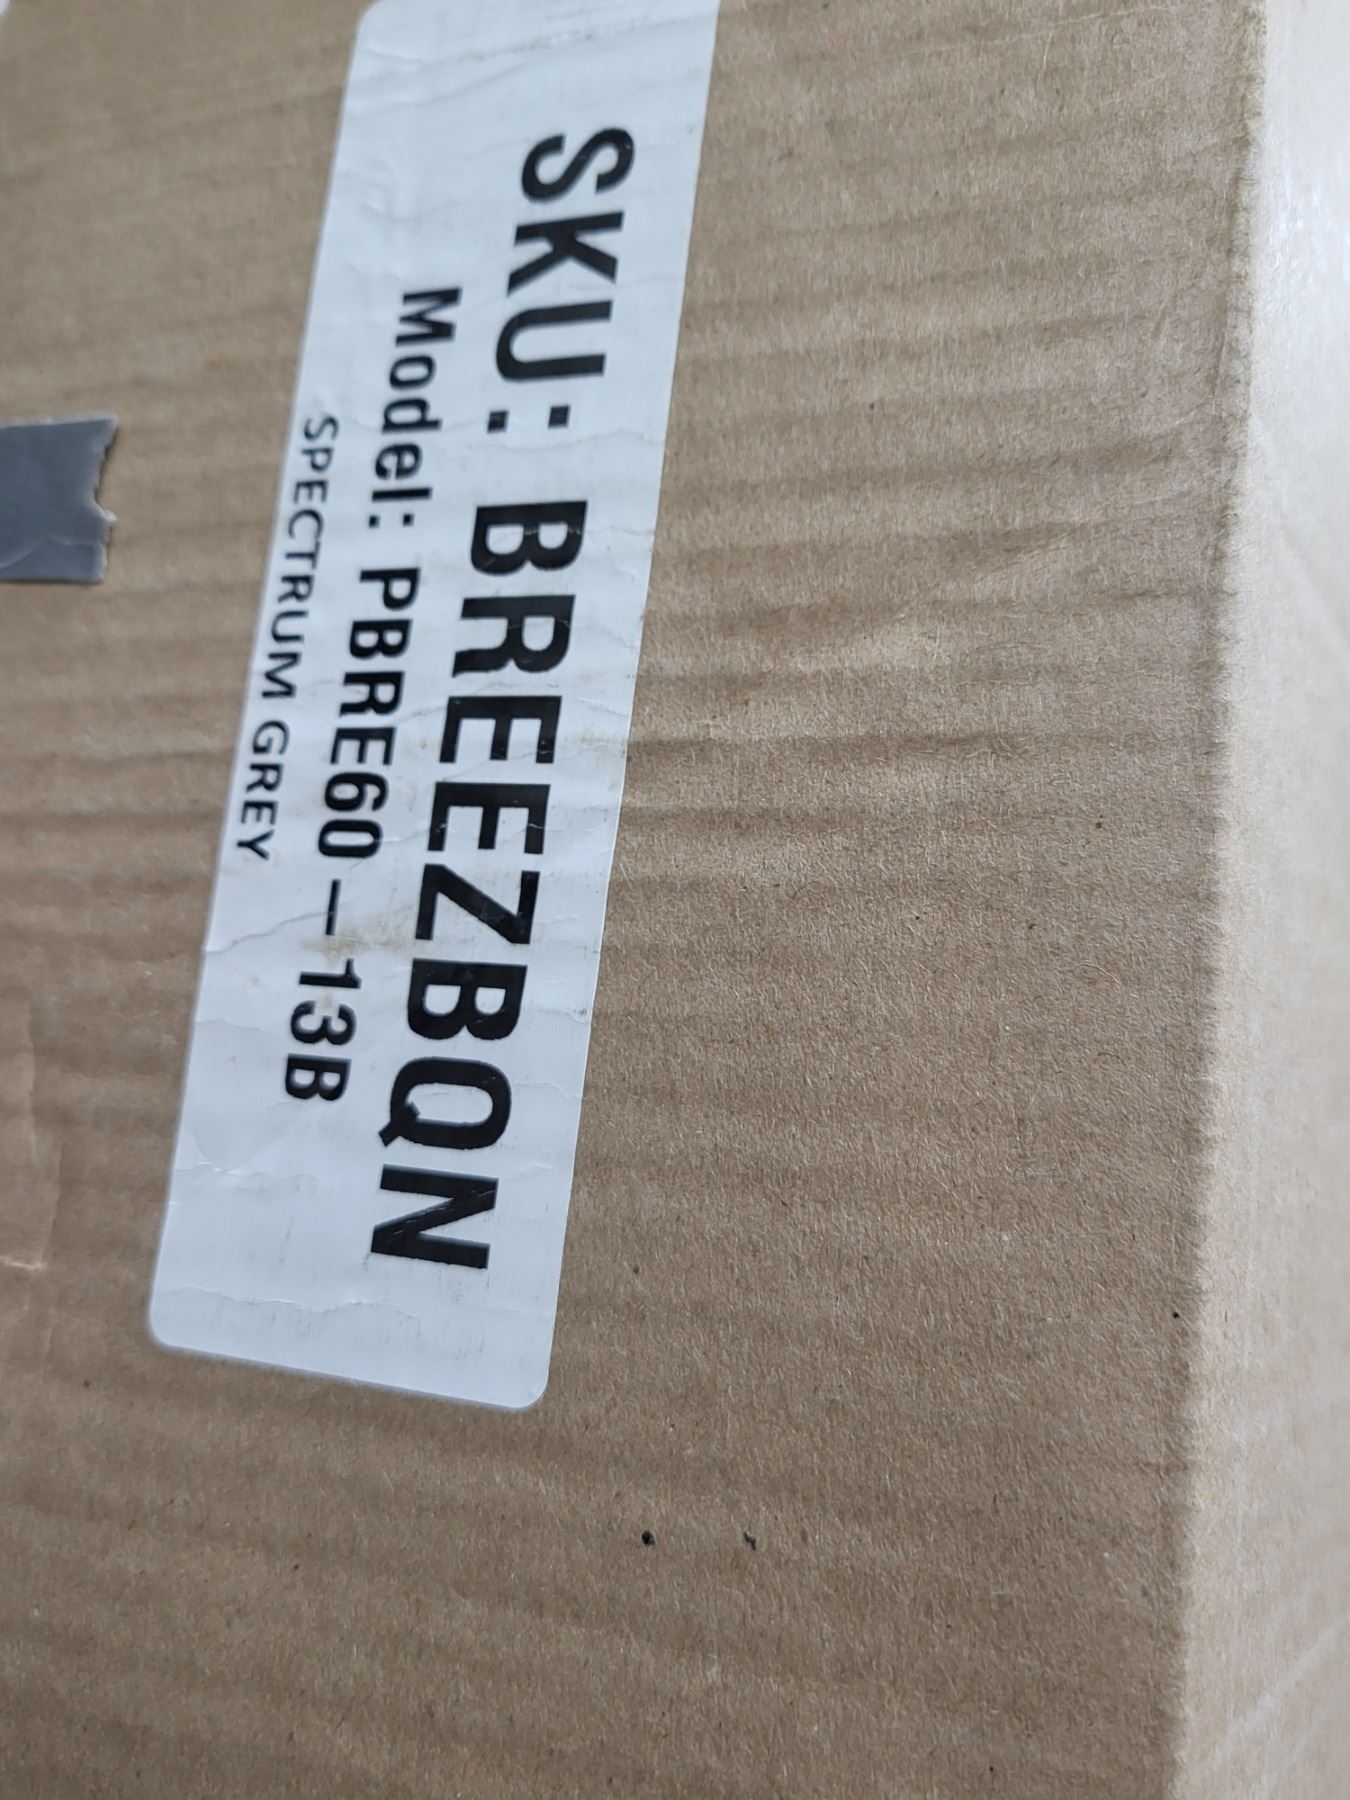 SKU: BREEZBQN
Model: PBRE60-13B
SPECTRUM GREY